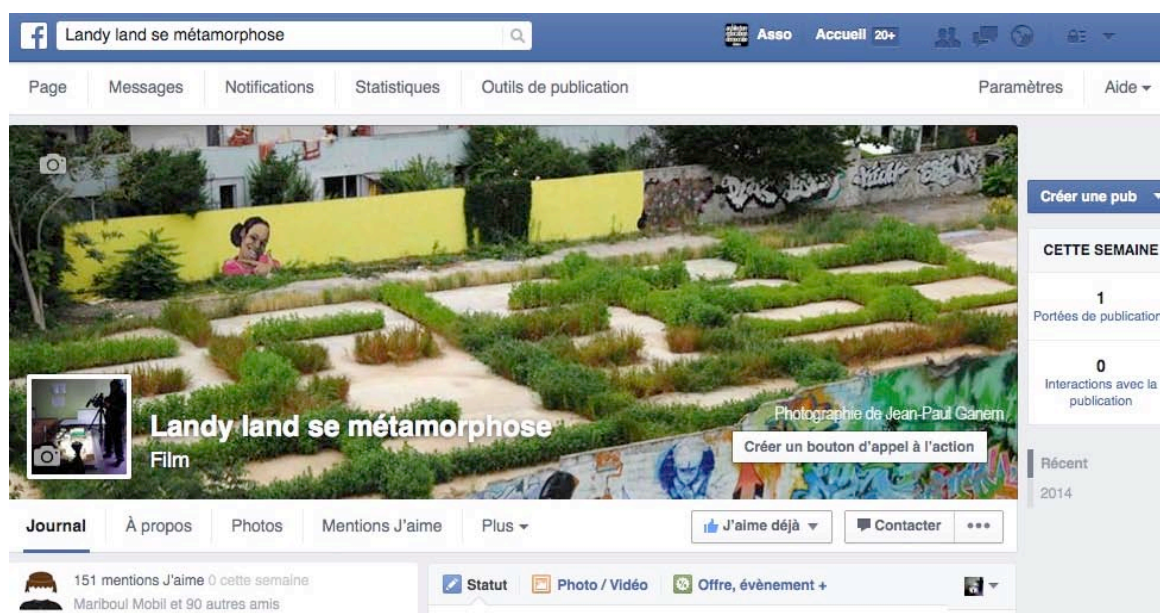 Landy land se métamorphose
Asso Accueil 20+
Page Messages Notifications Statistiques Outils de publication Paramètres Aide
Créer une pub
CETTE SEMAINE
1
Portées de publication
0
Interactions avec la
publication
Récent
2014
Photographie de Jean-Paul Ganem
Créer un bouton d'appel à l'action
Landy land se métamorphose
Film
Journal À propos Photos Mentions J'aime Plus J'aime déjà Contacter
151 mentions J'aime 0 cette semaine
Mariboul Mobil et 90 autres amis
Statut Photo / Vidéo Offre, évènement +